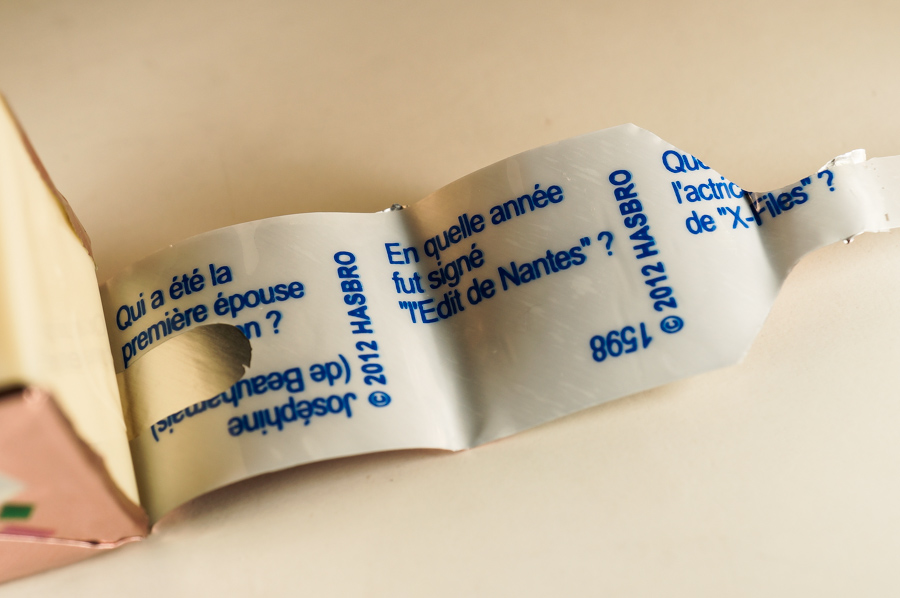 Qui a été la
première épouse
n ?
Joséphine
(de Beauharnais)
© 2012 HASBRO
En quelle année
fut signé
"l'Edit de Nantes" ?
1598
© 2012 HASBRO
l'actric
de "X-Files" ?